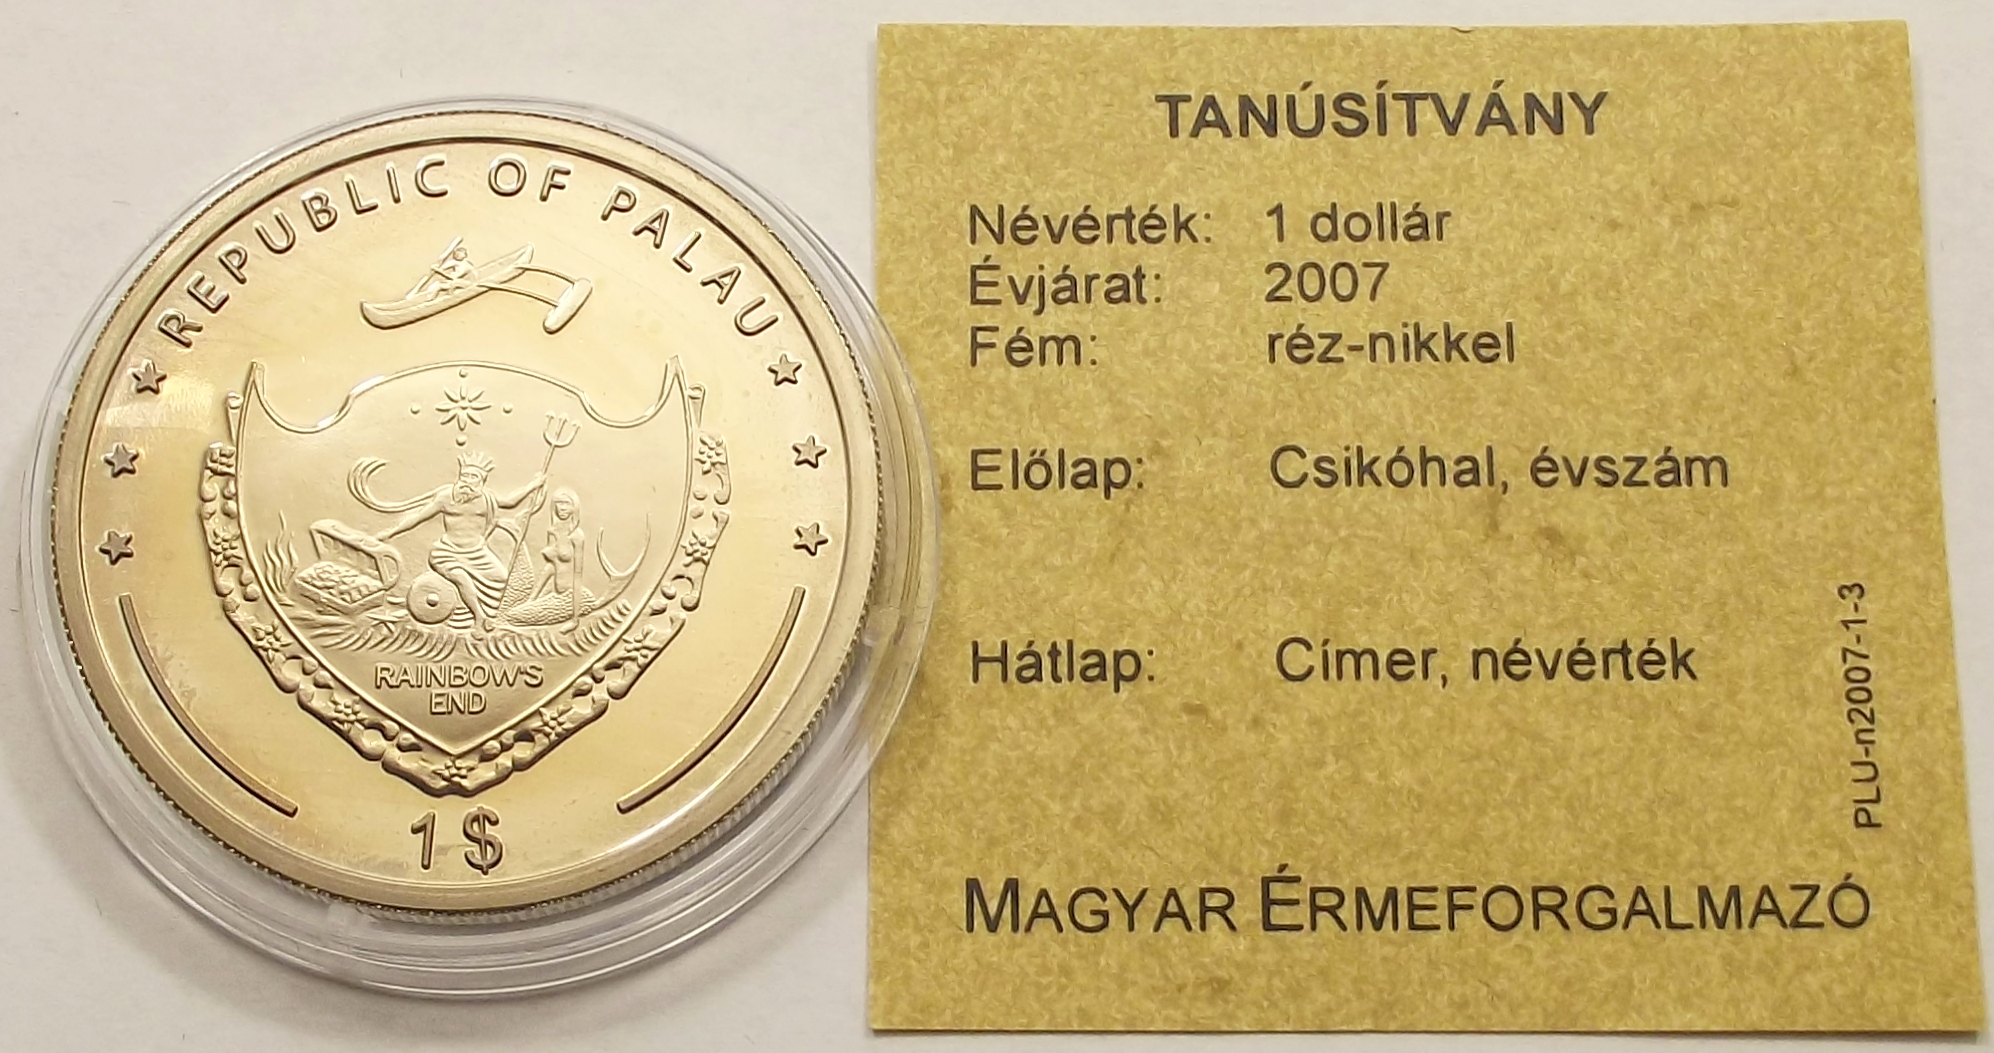 REPUBLIC OF PALAU
RAINBOW'S
END
1 $
TANÚSÍTVÁNY
Névérték: 1 dollár
Évjárat: 2007
Fém: réz-nikkel
Előlap: Csikóhal, évszám
Hátlap: Címer, névérték
PLU-n2007-1-3
MAGYAR ÉRMEFORGALMAZÓ